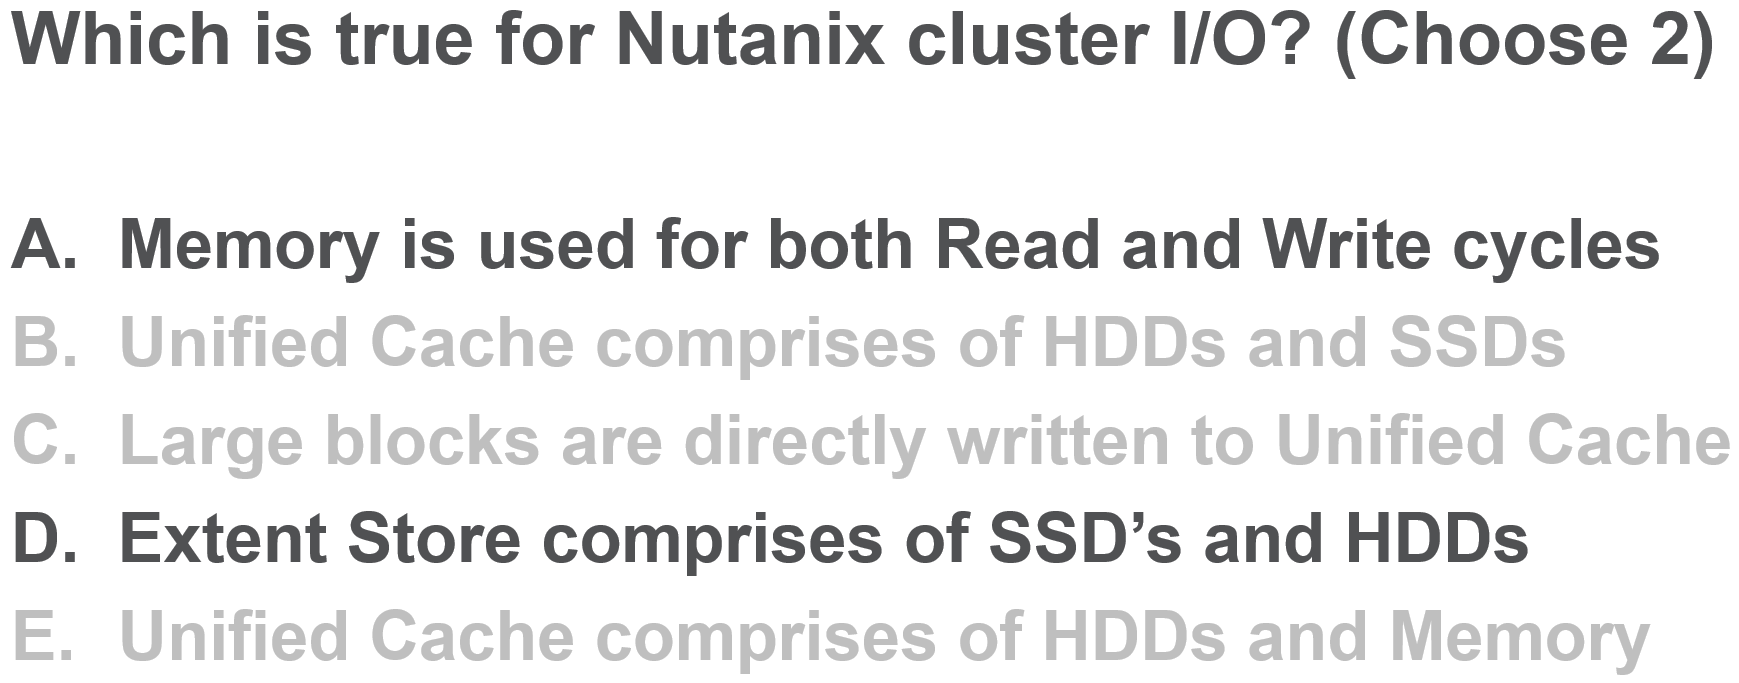 Which is true for Nutanix cluster I/O? (Choose 2)
A. Memory is used for both Read and Write cycles
B. Unified Cache comprises of HDDs and SSDs
C. Large blocks are directly written to Unified Cache
D. Extent Store comprises of SSD’s and HDDs
E. Unified Cache comprises of HDDs and Memory